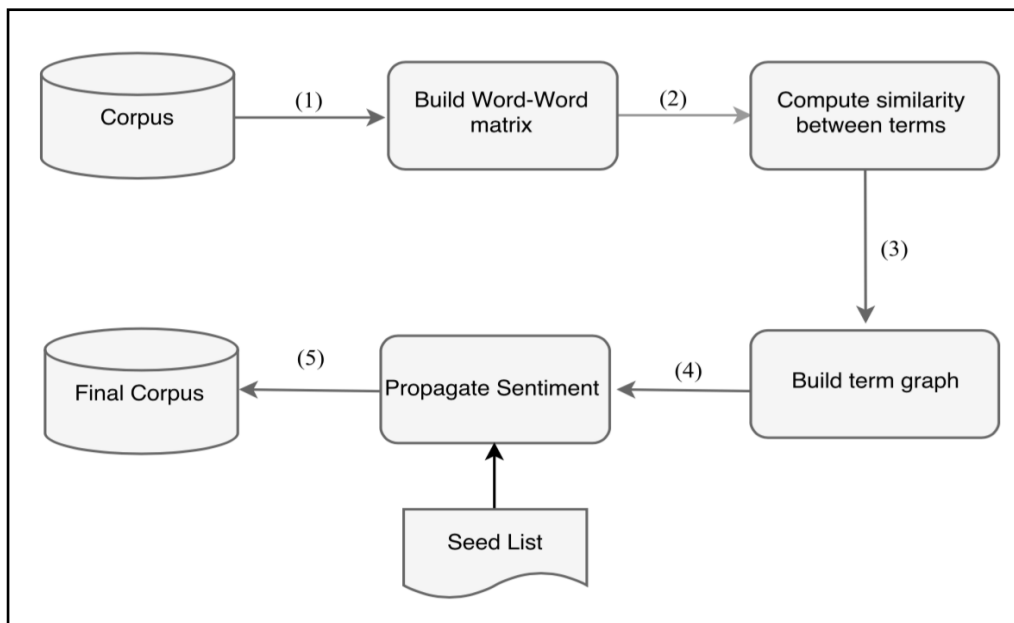 Corpus
(1)
Build Word-Word
matrix
(2)
Compute similarity
between terms
(3)
Build term graph
(4)
Propagate Sentiment
(5)
Final Corpus
Seed List